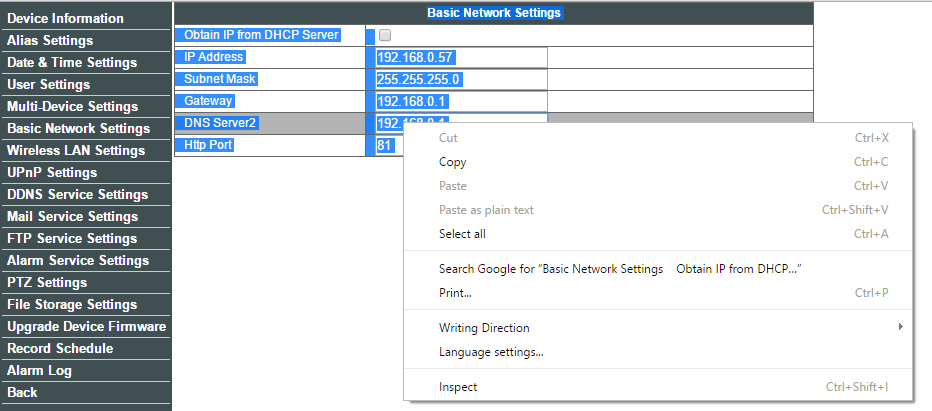 Device Information
Alias Settings
Date & Time Settings
User Settings
Multi-Device Settings
Basic Network Settings
Wireless LAN Settings
UPnP Settings
DDNS Service Settings
Mail Service Settings
FTP Service Settings
Alarm Service Settings
PTZ Settings
File Storage Settings
Upgrade Device Firmware
Record Schedule
Alarm Log
Back
Basic Network Settings
Obtain IP from DHCP Server
IP Address 192.168.0.57
Subnet Mask 255.255.255.0
Gateway 192.168.0.1
DNS Server2 192.168.0.1
Http Port 81
Cut Ctrl+X
Copy Ctrl+C
Paste Ctrl+V
Paste as plain text Ctrl+Shift+V
Select all Ctrl+A
Search Google for “Basic Network Settings Obtain IP from DHCP...”
Print... Ctrl+P
Writing Direction
Language settings...
Inspect Ctrl+Shift+I